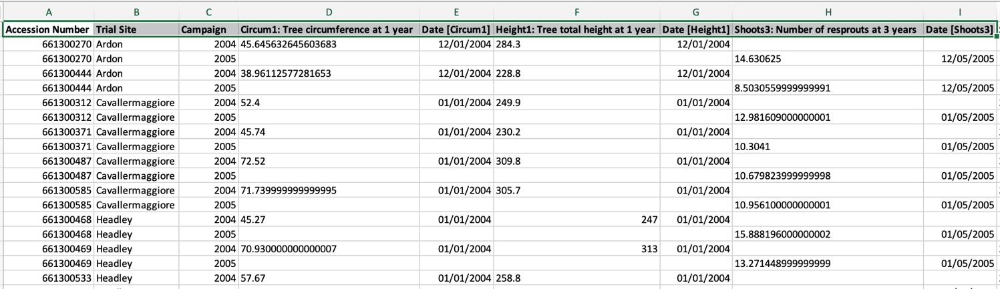 A B C D E F G H I
Accession Number Trial Site Campaign Circum1: Tree circumference at 1 year Date [Circum1] Height1: Tree total height at 1 year Date [Height1] Shoots3: Number of resprouts at 3 years Date [Shoots3]
661300270 Ardon 2004 45.645632645603683 12/01/2004 284.3 12/01/2004
661300270 Ardon 2005 14.630625 12/05/2005
661300444 Ardon 2004 38.96112577281653 12/01/2004 228.8 12/01/2004
661300444 Ardon 2005 8.5030559999999991 12/05/2005
661300312 Cavallermaggiore 2004 52.4 01/01/2004 249.9 01/01/2004
661300312 Cavallermaggiore 2005 12.981609000000001 01/05/2005
661300371 Cavallermaggiore 2004 45.74 01/01/2004 230.2 01/01/2004
661300371 Cavallermaggiore 2005 10.3041 01/05/2005
661300487 Cavallermaggiore 2004 72.52 01/01/2004 309.8 01/01/2004
661300487 Cavallermaggiore 2005 10.679823999999998 01/05/2005
661300585 Cavallermaggiore 2004 71.739999999999995 01/01/2004 305.7 01/01/2004
661300585 Cavallermaggiore 2005 10.956100000000001 01/05/2005
661300468 Headley 2004 45.27 01/01/2004 247 01/01/2004
661300468 Headley 2005 15.888196000000002 01/05/2005
661300469 Headley 2004 70.930000000000007 01/01/2004 313 01/01/2004
661300469 Headley 2005 13.271448999999999 01/05/2005
661300533 Headley 2004 57.67 01/01/2004 258.8 01/01/2004